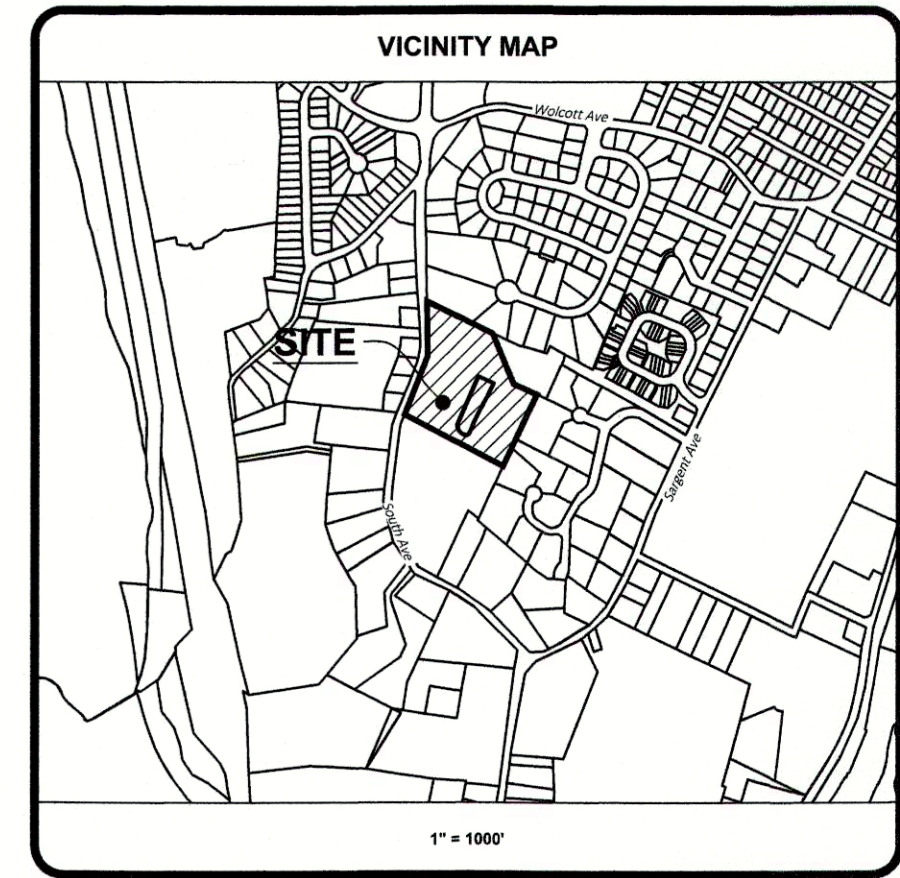 VICINITY MAP
Wolcott Ave
SITE
Sargent Ave
South Ave
1" = 1000'